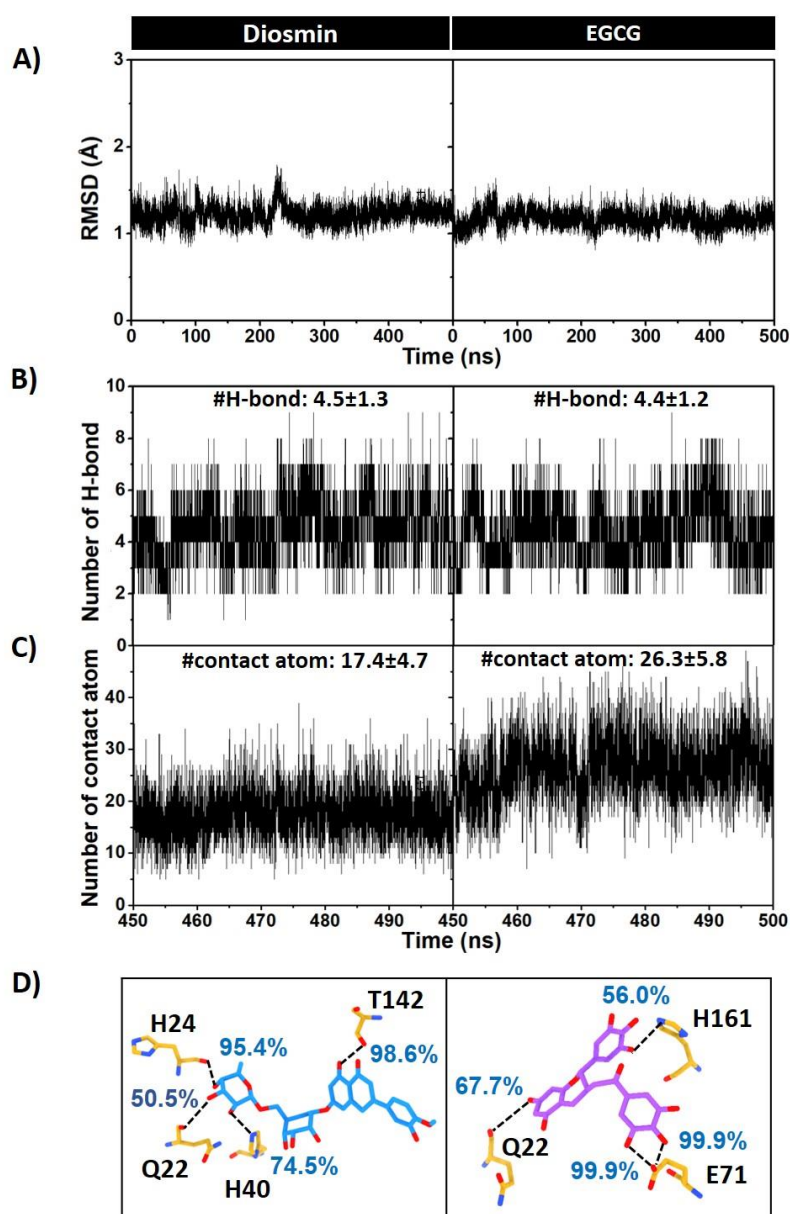 Diosmin EGCG
A)
3
2
1
0
RMSD (Å)
0 100 200 300 400 0 100 200 300 400 500
Time (ns)
B)
10
8
6
4
2
0
Number of H-bond
#H-bond: 4.5±1.3 #H-bond: 4.4±1.2
C)
#contact atom: 17.4±4.7 #contact atom: 26.3±5.8
40
30
20
10
0
Number of contact atom
450 460 470 480 490 450 460 470 480 490 500
Time (ns)
D)
T142 56.0%
H24 H161
95.4% 98.6%
50.5% 67.7%
Q22 74.5% Q22 99.9%
H40 99.9% E71